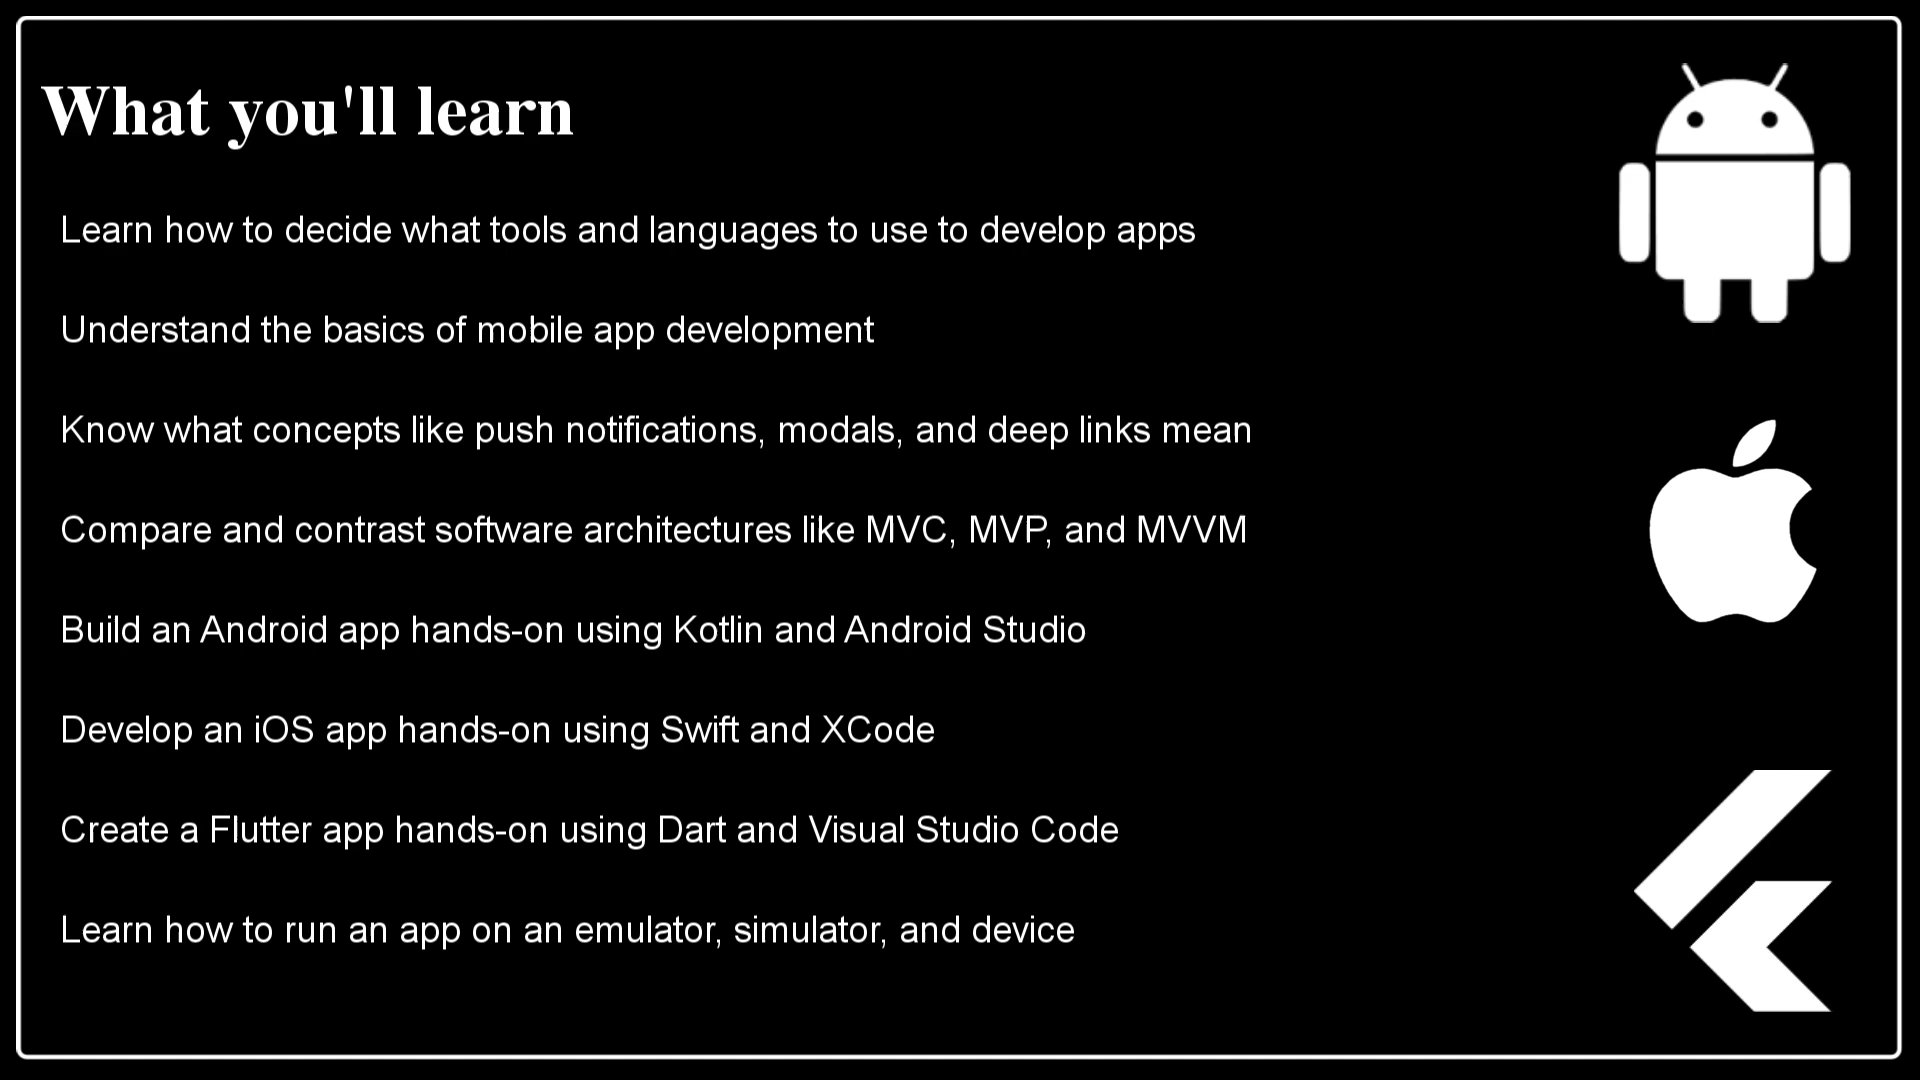 What you'll learn
Learn how to decide what tools and languages to use to develop apps
Understand the basics of mobile app development
Know what concepts like push notifications, modals, and deep links mean
Compare and contrast software architectures like MVC, MVP, and MVVM
Build an Android app hands-on using Kotlin and Android Studio
Develop an iOS app hands-on using Swift and XCode
Create a Flutter app hands-on using Dart and Visual Studio Code
Learn how to run an app on an emulator, simulator, and device